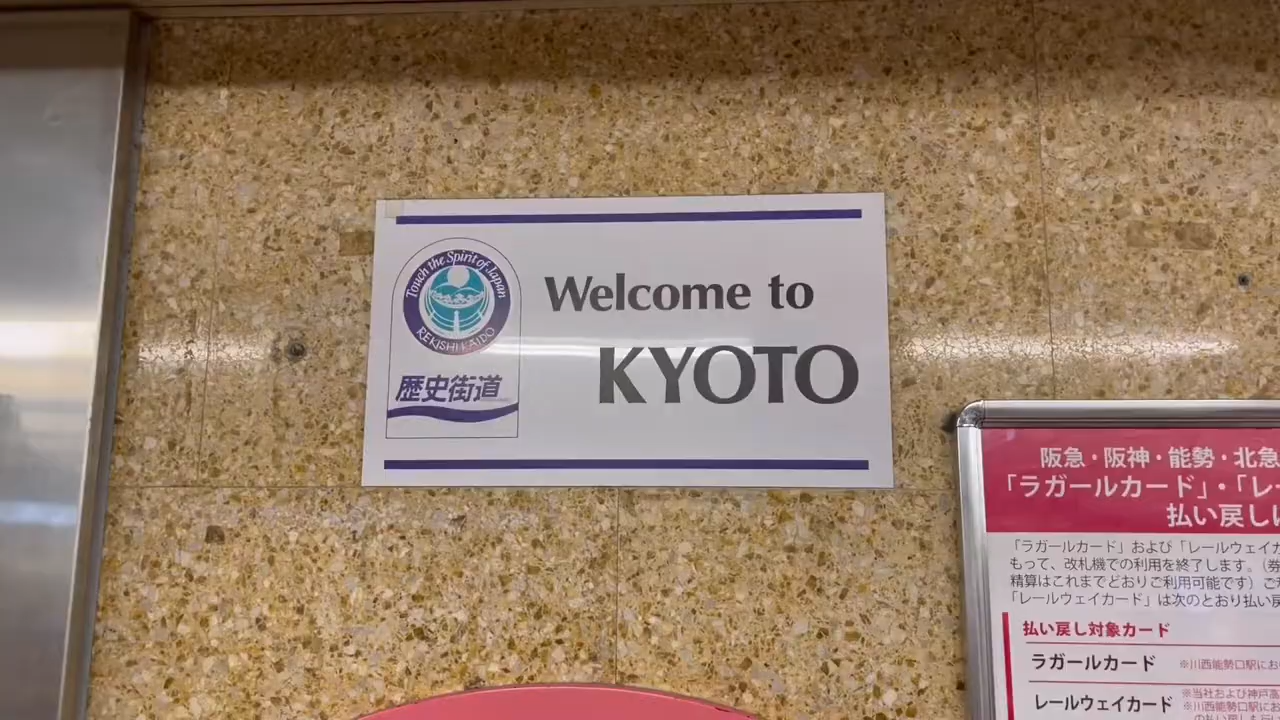 Touch the Spirit of Japan
REKISHI KAIDO
歴史街道
Welcome to
KYOTO
阪急・阪神・能勢・北急
「ラガールカード」・「レー
払い戻し
「ラガールカード」および「レールウェイカ
もって、改札機での利用を終了します。（券
精算はこれまでどおりご利用可能です）ご
「レールウェイカード」は次のとおり払い戻
払い戻し対象カード
ラガールカード
※川西能勢口駅にお
レールウェイカード
※当社および神戸高
※川西能勢口駅にお